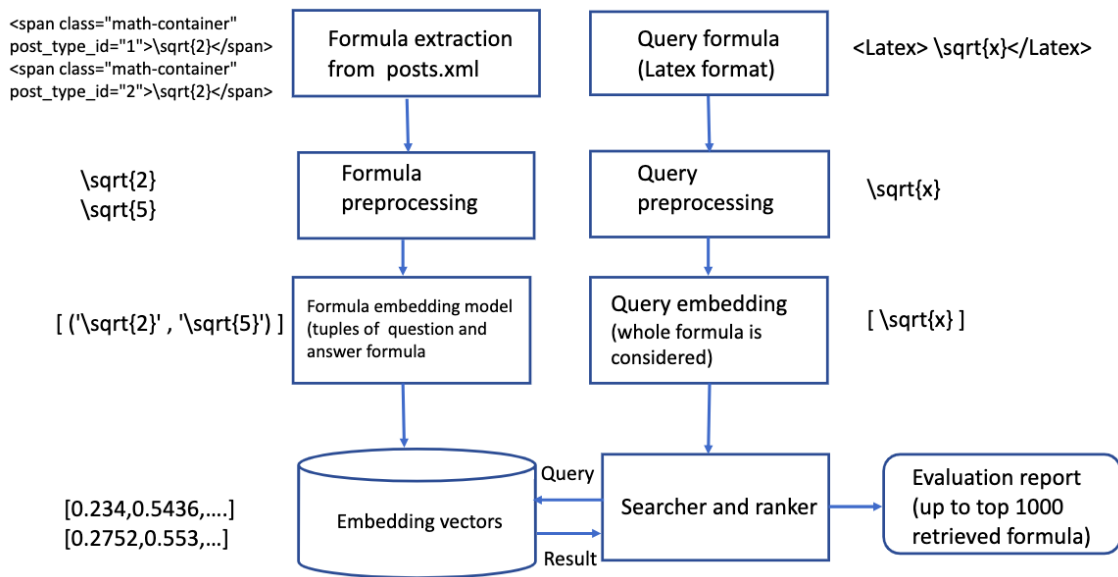 <span class="math-container"
post_type_id="1">\sqrt{2}</span>
<span class="math-container"
post_type_id="2">\sqrt{2}</span>
Formula extraction
from posts.xml
Query formula
(Latex format)
<Latex> \sqrt{x}</Latex>
\sqrt{2}
\sqrt{5}
Formula
preprocessing
Query
preprocessing
\sqrt{x}
[ ('\sqrt{2}' , '\sqrt{5}') ]
Formula embedding model
(tuples of question and
answer formula
Query embedding
(whole formula is
considered)
[ \sqrt{x} ]
[0.234,0.5436,....]
[0.2752,0.553,...]
Embedding vectors
Query
Result
Searcher and ranker
Evaluation report
(up to top 1000
retrieved formula)